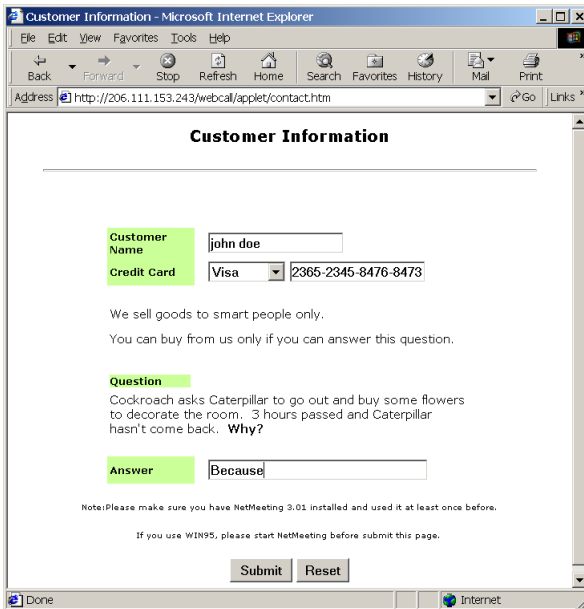 Customer Information - Microsoft Internet Explorer
File Edit View Favorites Tools Help
Back Forward Stop Refresh Home Search Favorites History Mail Print
Address http://206.111.153.243/webcall/applet/contact.htm Go Links
Customer Information
Customer
Name
john doe
Credit Card Visa 2365-2345-8476-8473
We sell goods to smart people only.
You can buy from us only if you can answer this question.
Question
Cockroach asks Caterpillar to go out and buy some flowers
to decorate the room. 3 hours passed and Caterpillar
hasn't come back. Why?
Answer Because
Note:Please make sure you have NetMeeting 3.01 installed and used it at least once before.
If you use WIN95, please start NetMeeting before submit this page.
Submit Reset
Done Internet